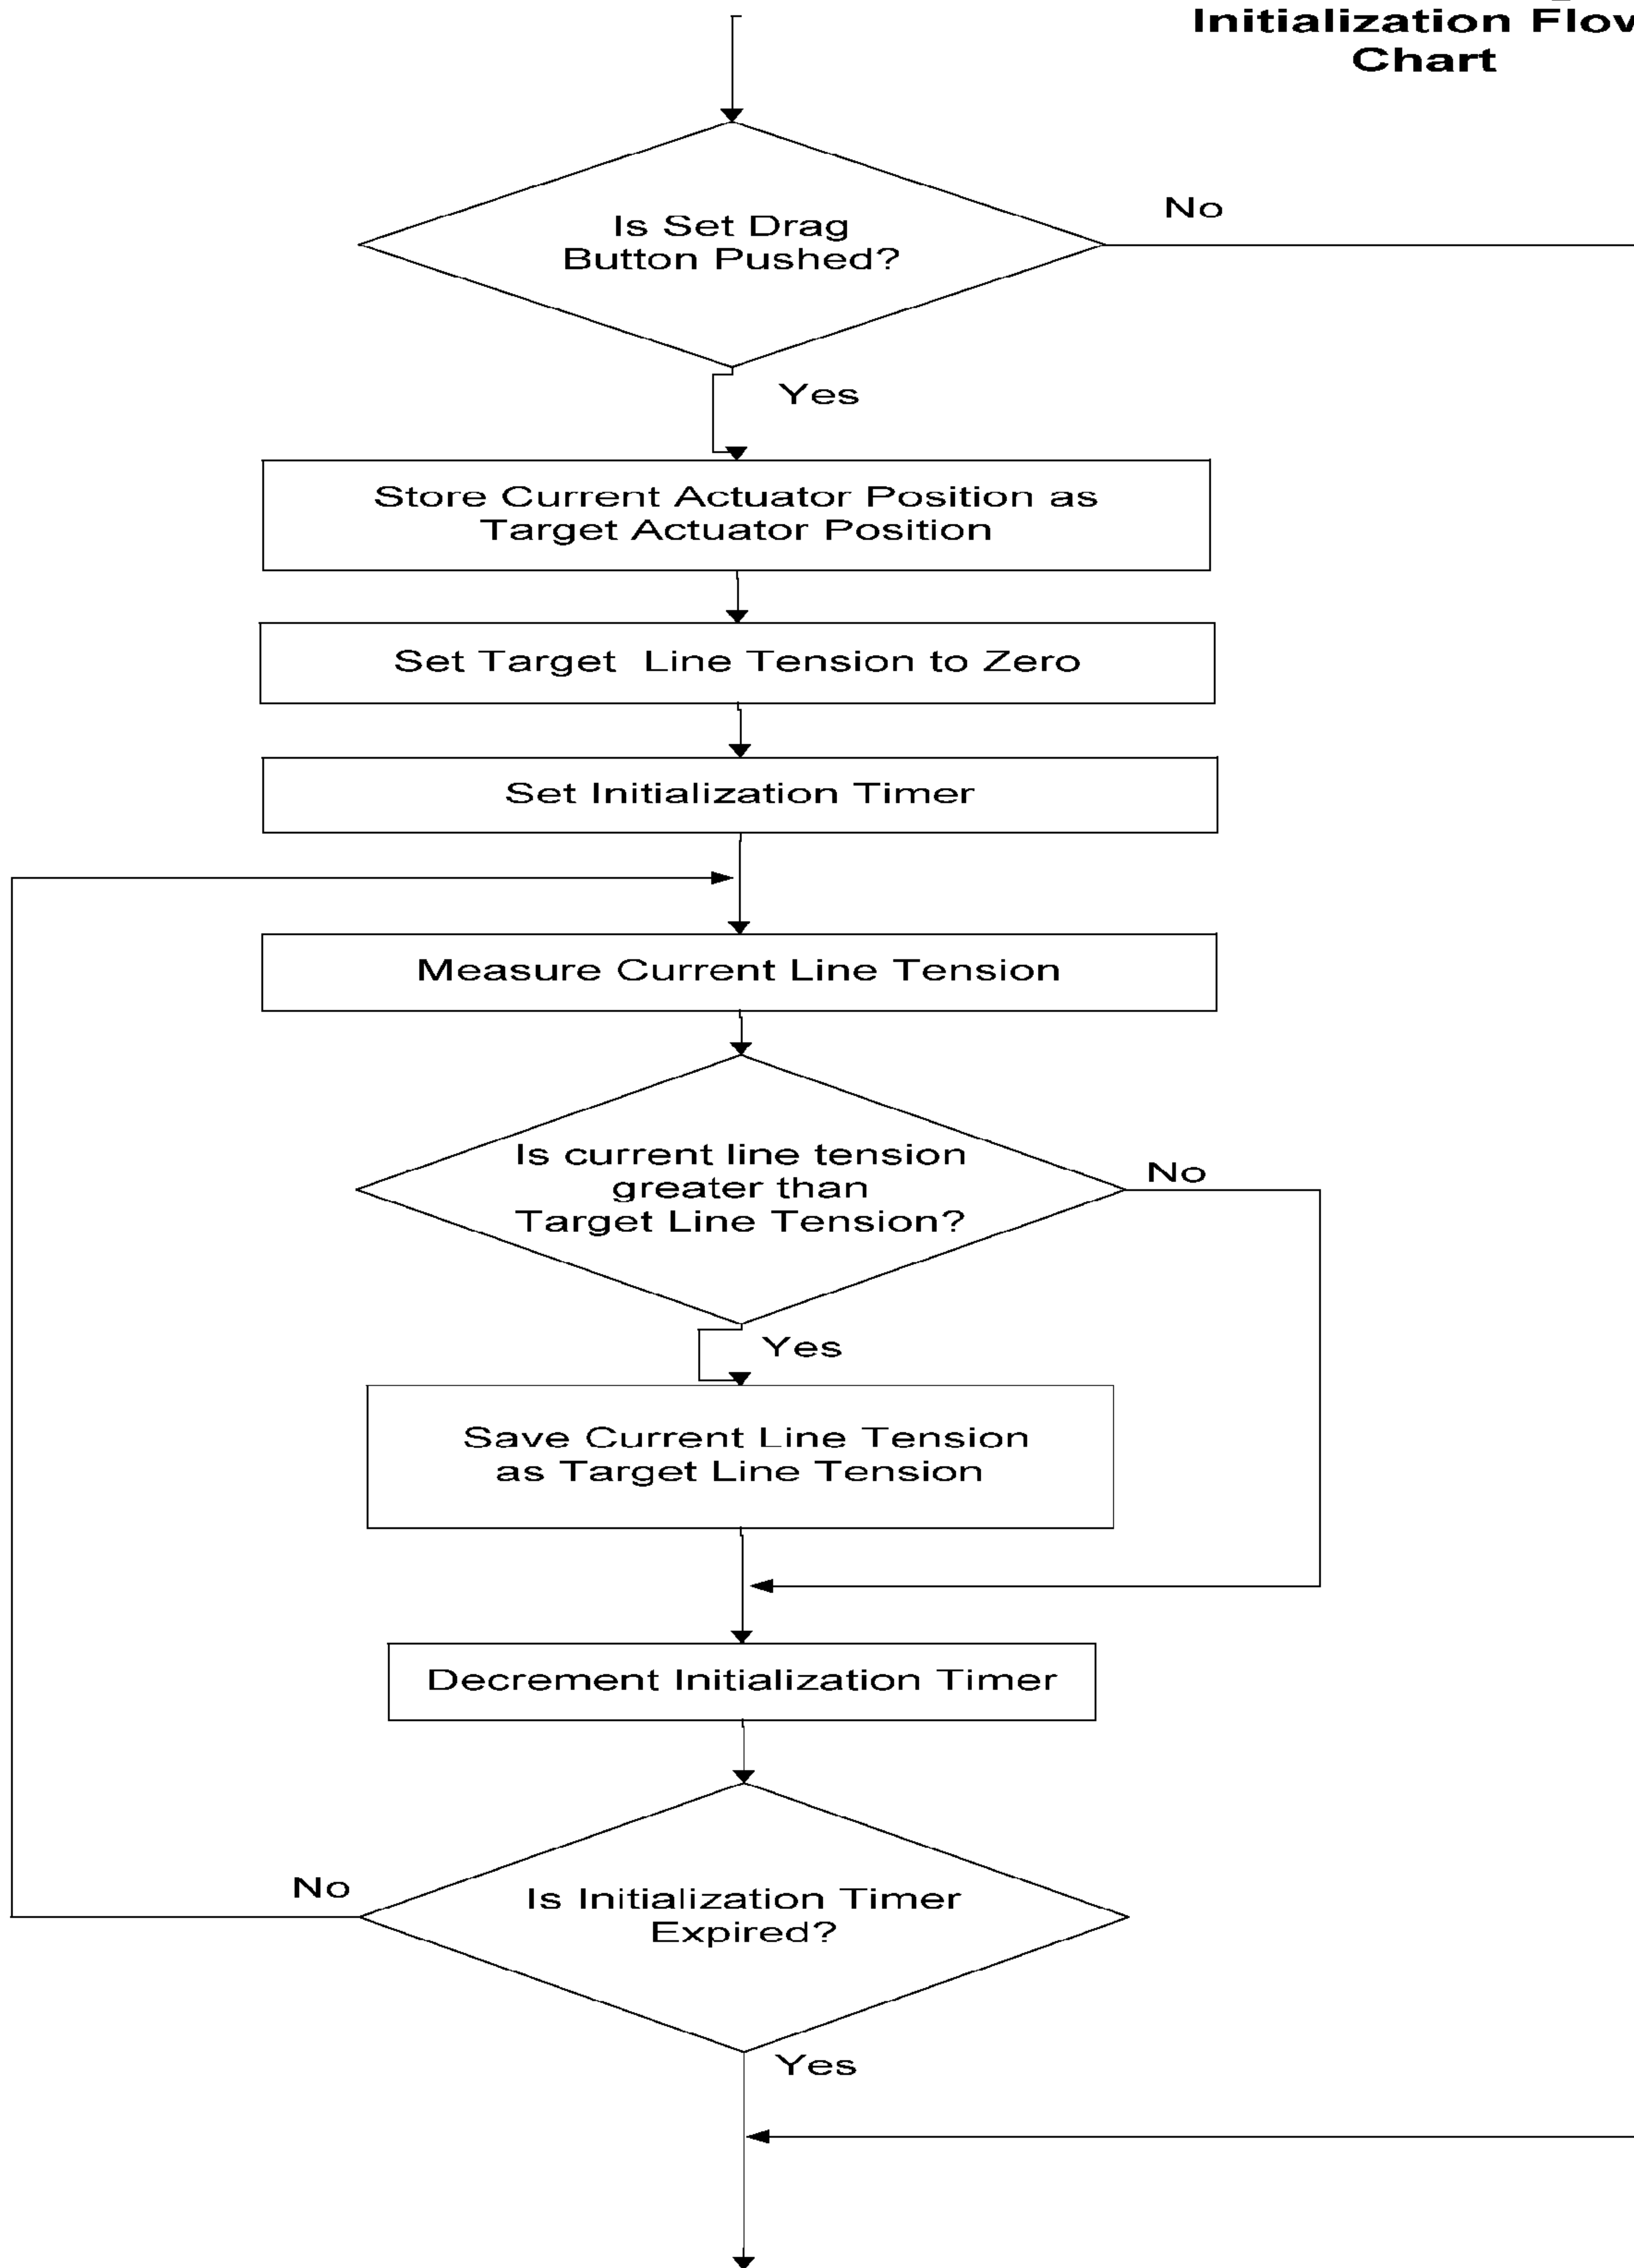 Initialization Flow
Chart
Is Set Drag
Button Pushed?
No
Yes
Store Current Actuator Position as
Target Actuator Position
Set Target  Line Tension to Zero
Set Initialization Timer
Measure Current Line Tension
Is current line tension
greater than
Target Line Tension?
No
Yes
Save Current Line Tension
as Target Line Tension
Decrement Initialization Timer
Is Initialization Timer
Expired?
No
Yes